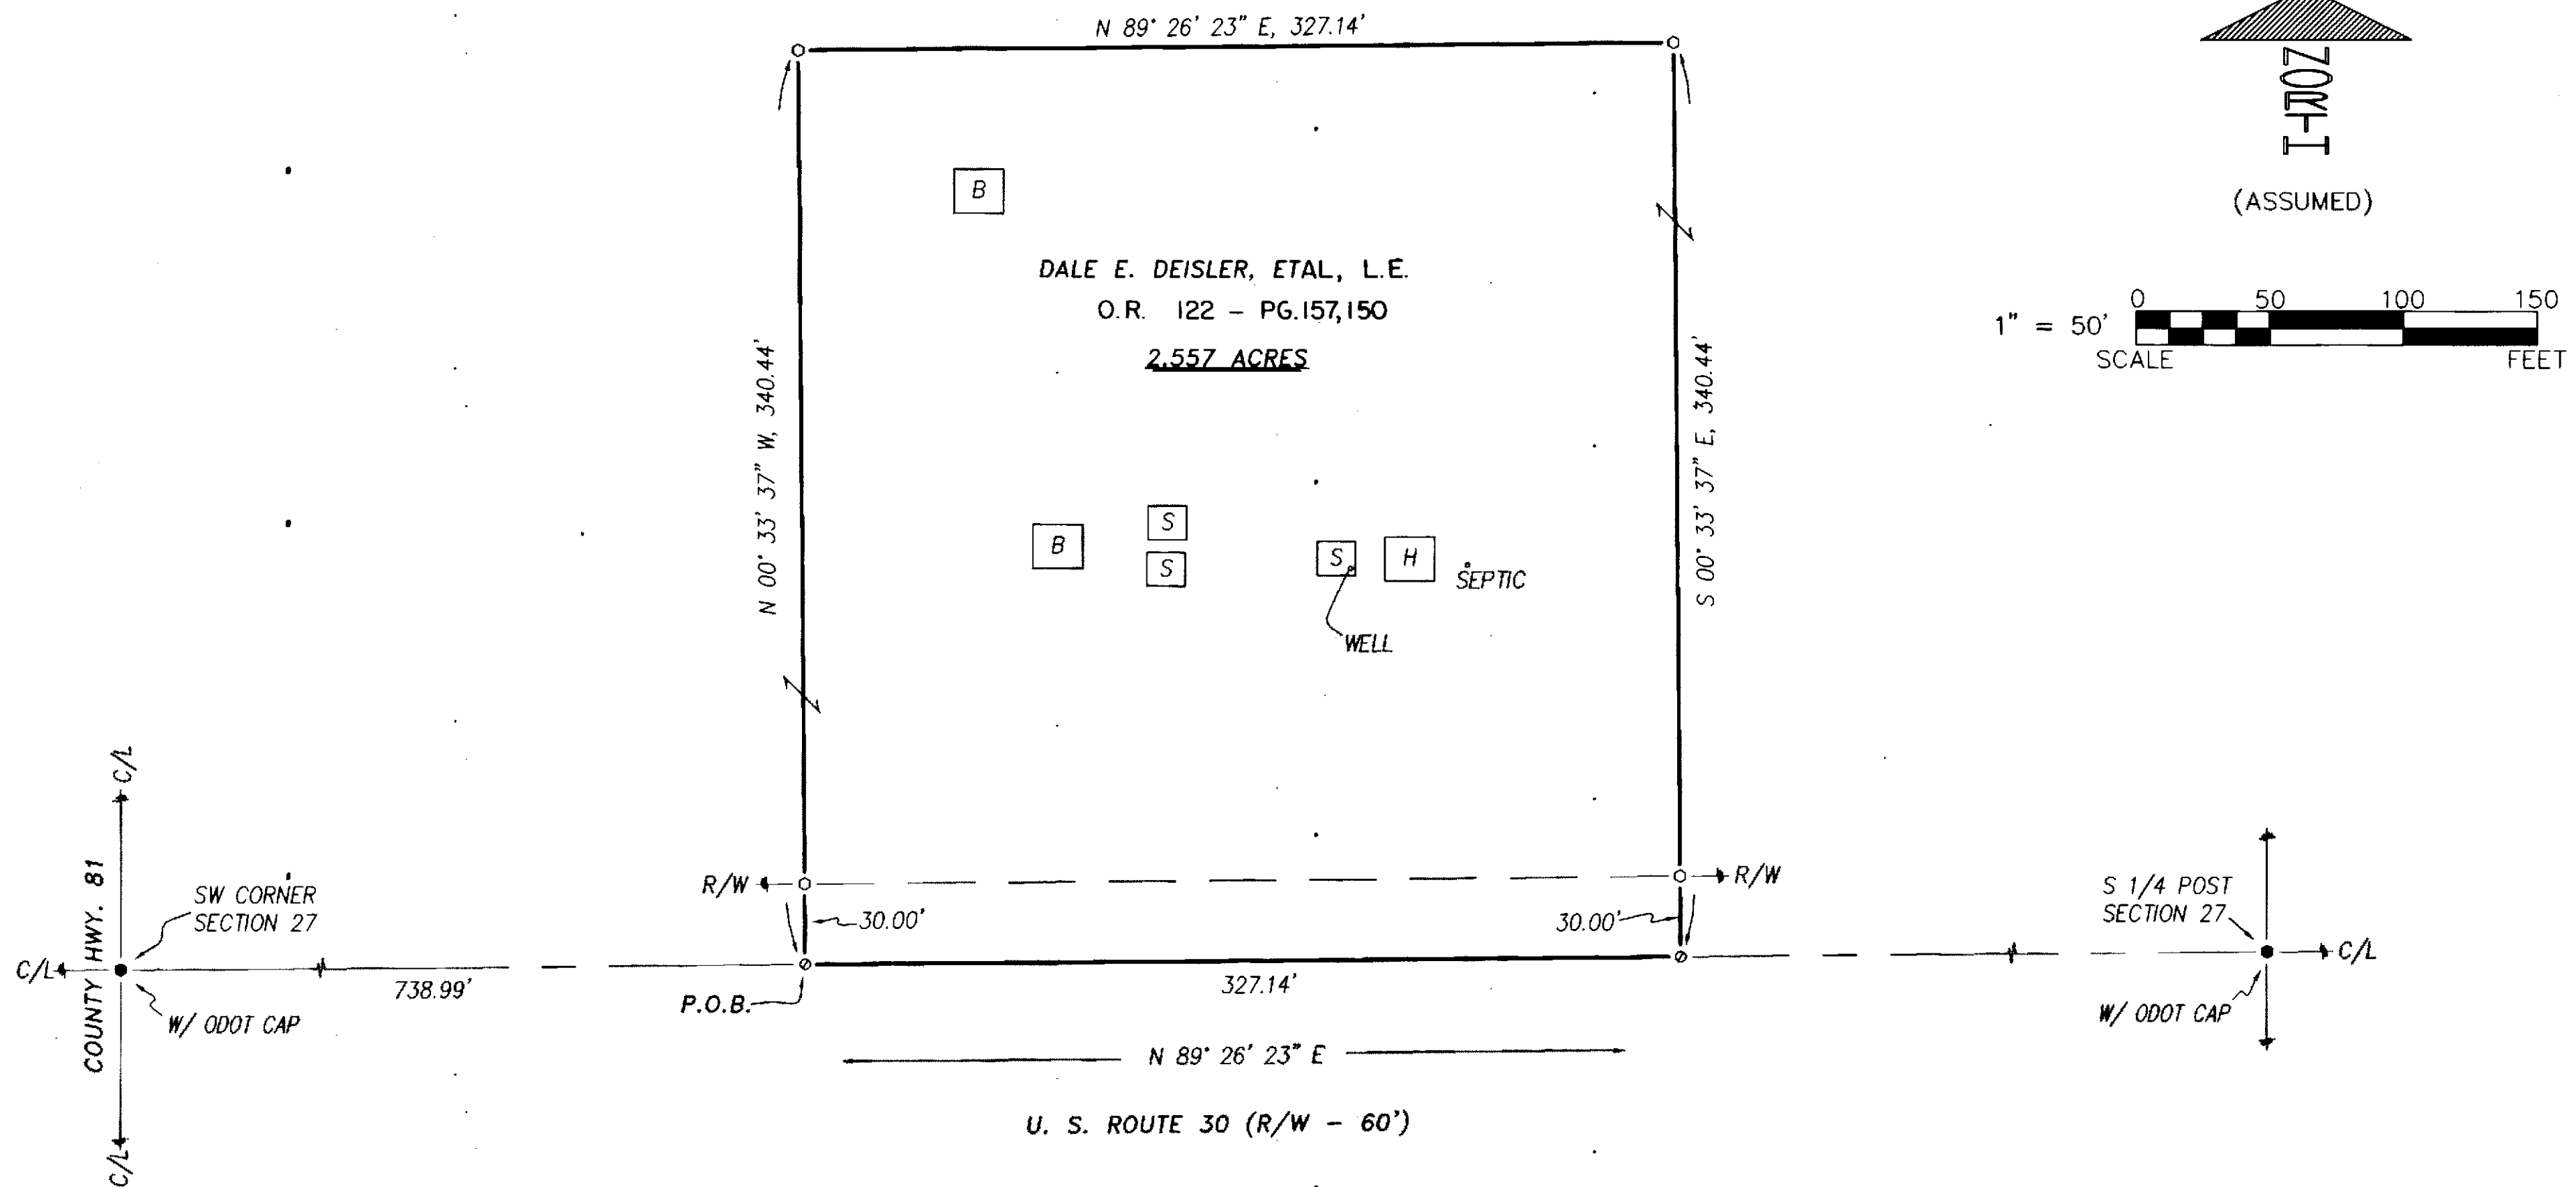 N 89° 26' 23" E, 327.14'
NORTH
(ASSUMED)
B
DALE E. DEISLER, ETAL, L.E.
O.R. 122 - PG.157,150
2.557 ACRES
0 50 100 150
1" = 50'
SCALE FEET
N 00° 33' 37" W, 340.44'
S 00° 33' 37" E, 340.44'
S
B
S
S
H
SEPTIC
WELL
C/L
COUNTY HWY. 81
SW CORNER
SECTION 27
R/W
R/W
30.00'
30.00'
S 1/4 POST
SECTION 27
C/L
738.99'
P.O.B.
327.14'
C/L
W/ ODOT CAP
W/ ODOT CAP
N 89° 26' 23" E
U. S. ROUTE 30 (R/W - 60')
C/L